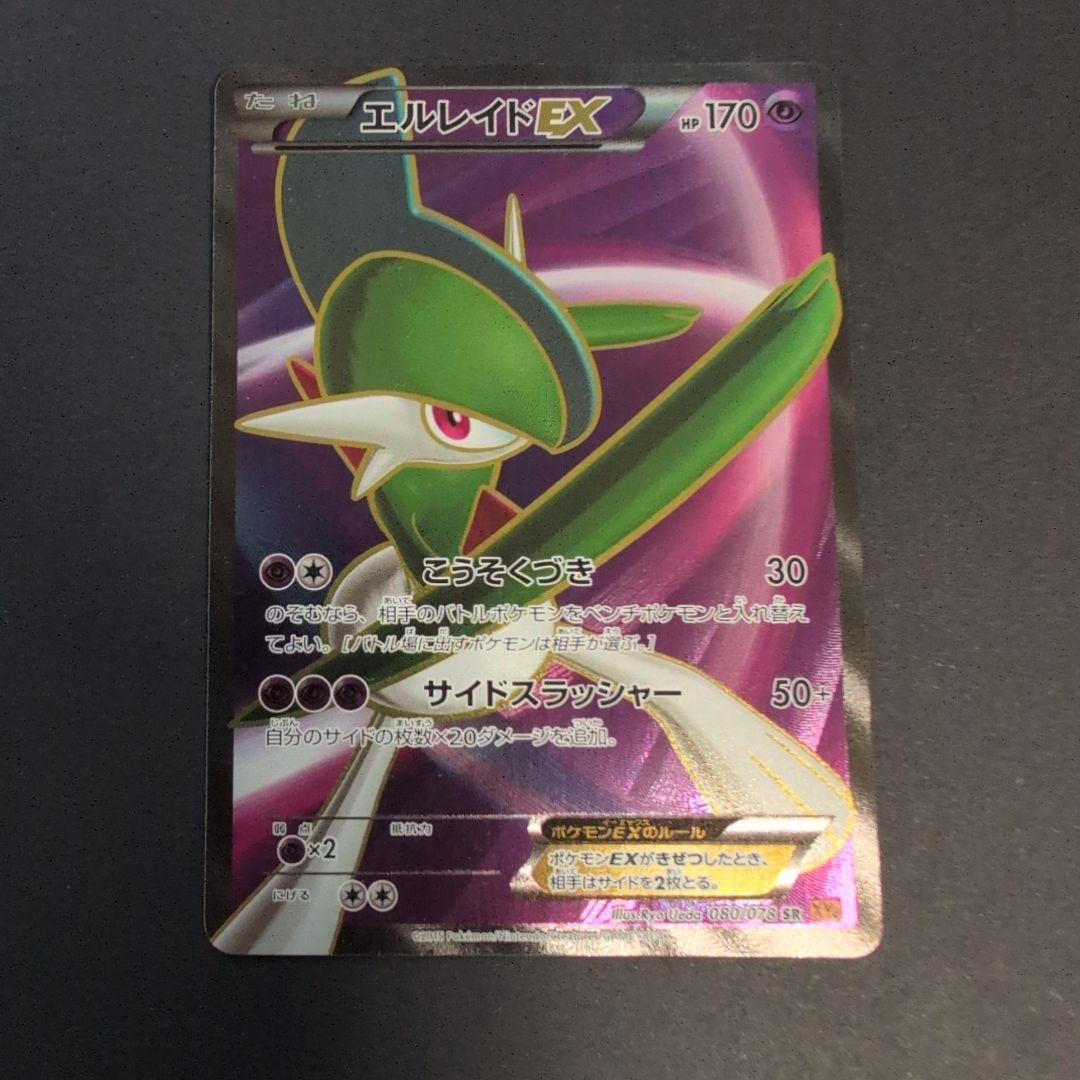 たね エルレイドEX HP170
こうそくづき 30
のぞむなら、相手のバトルポケモンをベンチポケモンと入れ替え
てよい。[バトル場に出すポケモンは相手が選ぶ。]
サイドスラッシャー 50+
自分のサイドの枚数×20ダメージを追加。
弱点 抵抗力
×2
にげる
ポケモンEXのルール
ポケモンEXがきぜつしたとき、
相手はサイドを2枚とる。
illus.Ryo Ueda 080/078 SR
©2015 Pokémon/Nintendo